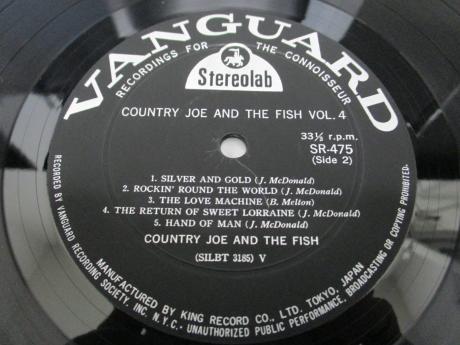 VANGUARD
RECORDINGS FOR THE CONNOISSEUR
Stereolab
COUNTRY JOE AND THE FISH VOL. 4
33⅓ r.p.m.
SR-475
(Side 2)
1. SILVER AND GOLD (J. McDonald)
2. ROCKIN' ROUND THE WORLD (J. McDonald)
3. THE LOVE MACHINE (B. Melton)
4. THE RETURN OF SWEET LORRAINE (J. McDonald)
5. HAND OF MAN (J. McDonald)
COUNTRY JOE AND THE FISH
(SILBT 3185) V
RECORDED BY VANGUARD RECORDING SOCIETY, INC. N.Y.C.- UNAUTHORIZED PUBLIC PERFORMANCE, BROADCASTING OR COPYING PROHIBITED.
MANUFACTURED BY KING RECORD CO., LTD. TOKYO, JAPAN